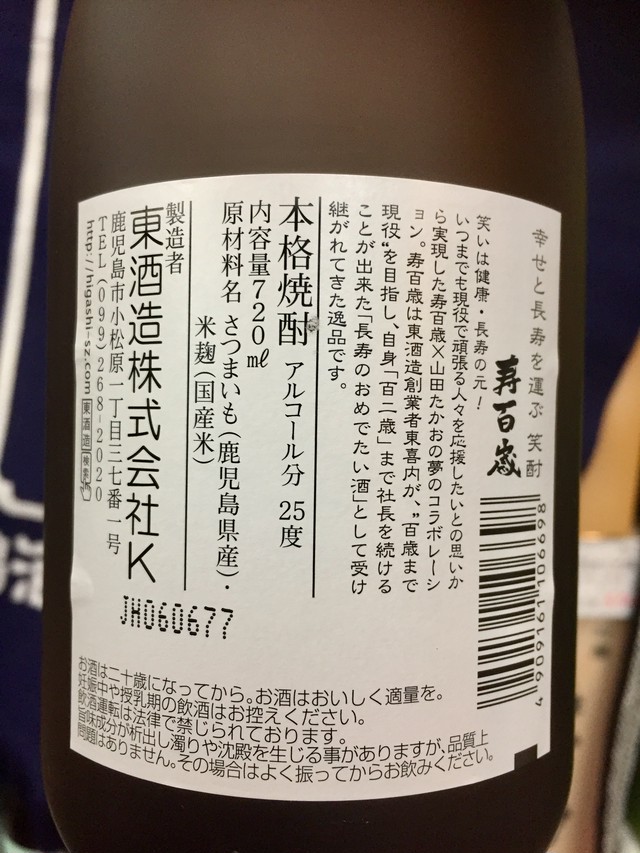 幸せと長寿を運ぶ 笑酎
寿百歳
笑いは健康・長寿の元！
いつまでも現役で頑張る人々を応援したいとの思いか
ら実現した寿百歳×山田たかおの夢のコラボレーシ
ョン。寿百歳は東酒造創業者東喜内が、"百歳まで
現役"を目指し、自身「百二歳」まで社長を続ける
ことが出来た「長寿のおめでたい酒」として受け
継がれてきた逸品です。
本格焼酎 アルコール分 25度
内容量720㎖
原材料名 さつまいも(鹿児島県産)・
米麹(国産米)
製造者
東酒造株式会社K
鹿児島市小松原一丁目三七番一号
TEL(099)268-2020
http://higashi-sz.com 東酒造 検索
JH060677
4909161106698
お酒は二十歳になってから。お酒はおいしく適量を。
妊娠中や授乳期の飲酒はお控えください。
飲酒運転は法律で禁じられております。
旨味成分が析出し濁りや沈殿を生じる事がありますが、品質上
問題はありません。その場合はよく振ってからお飲みください。